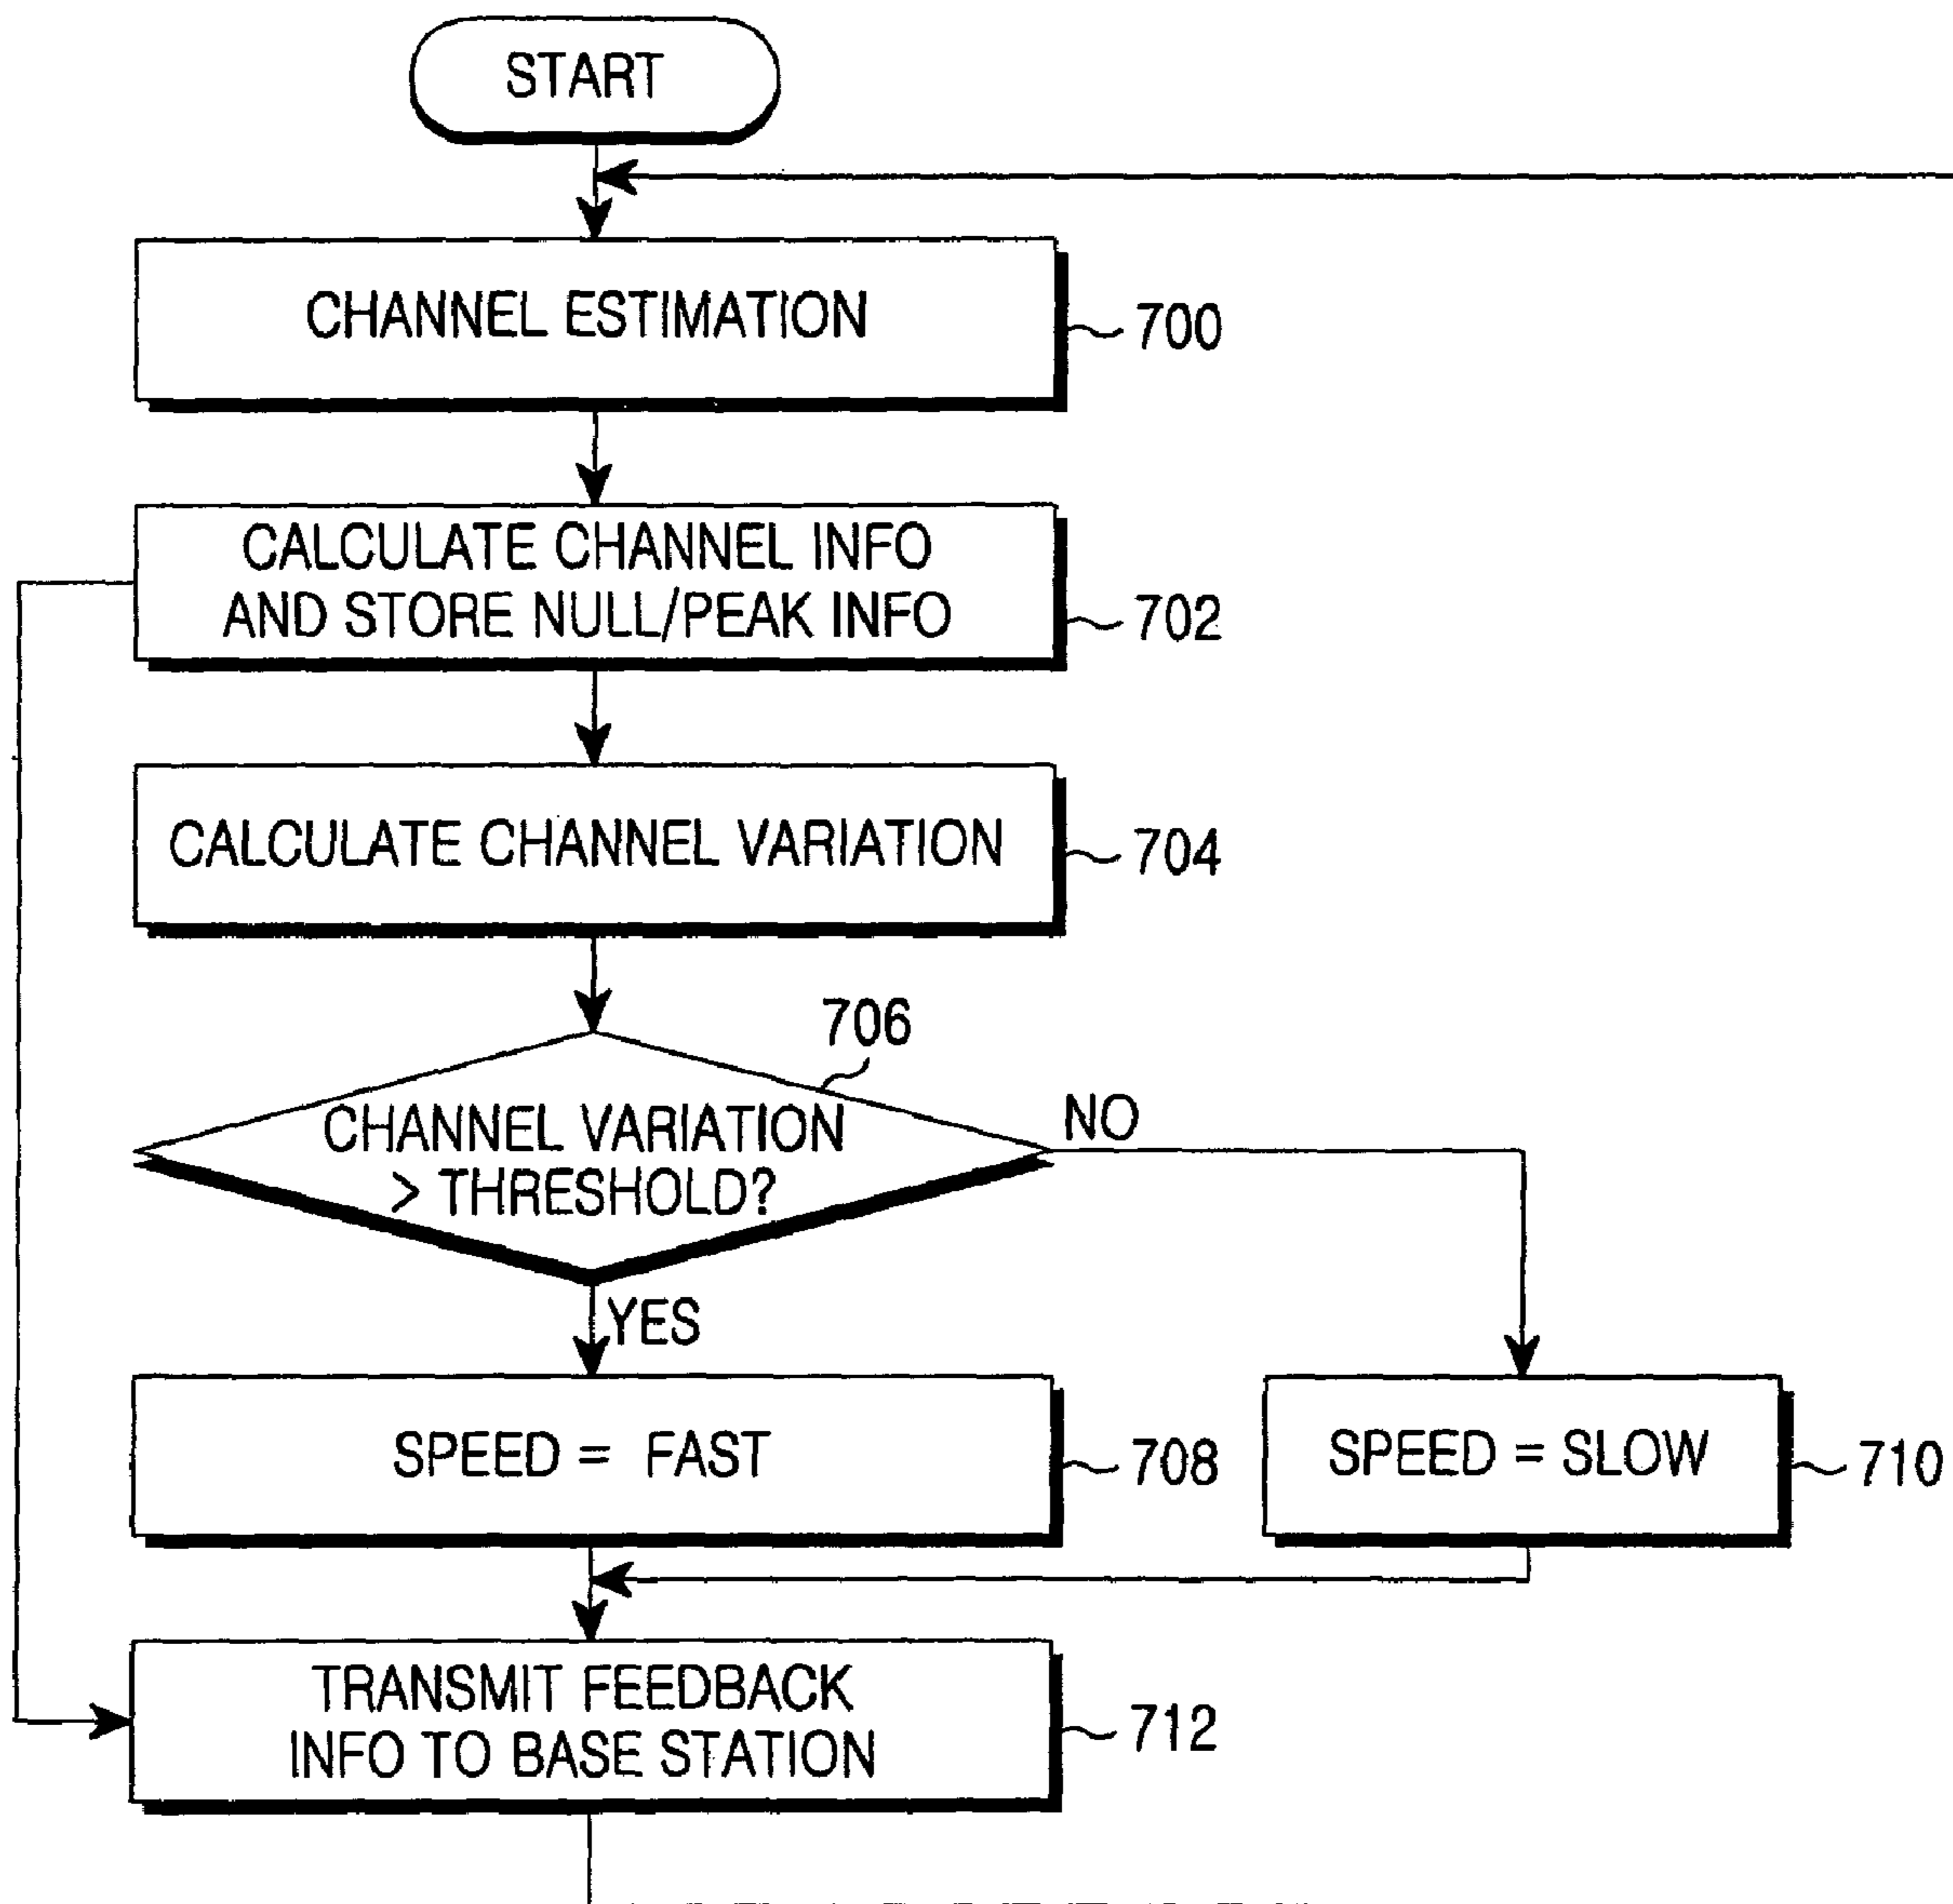 START
CHANNEL ESTIMATION
700
CALCULATE CHANNEL INFO
AND STORE NULL/PEAK INFO
702
CALCULATE CHANNEL VARIATION
704
706
CHANNEL VARIATION
> THRESHOLD?
NO
YES
SPEED = FAST
708
SPEED = SLOW
710
TRANSMIT FEEDBACK
INFO TO BASE STATION
712